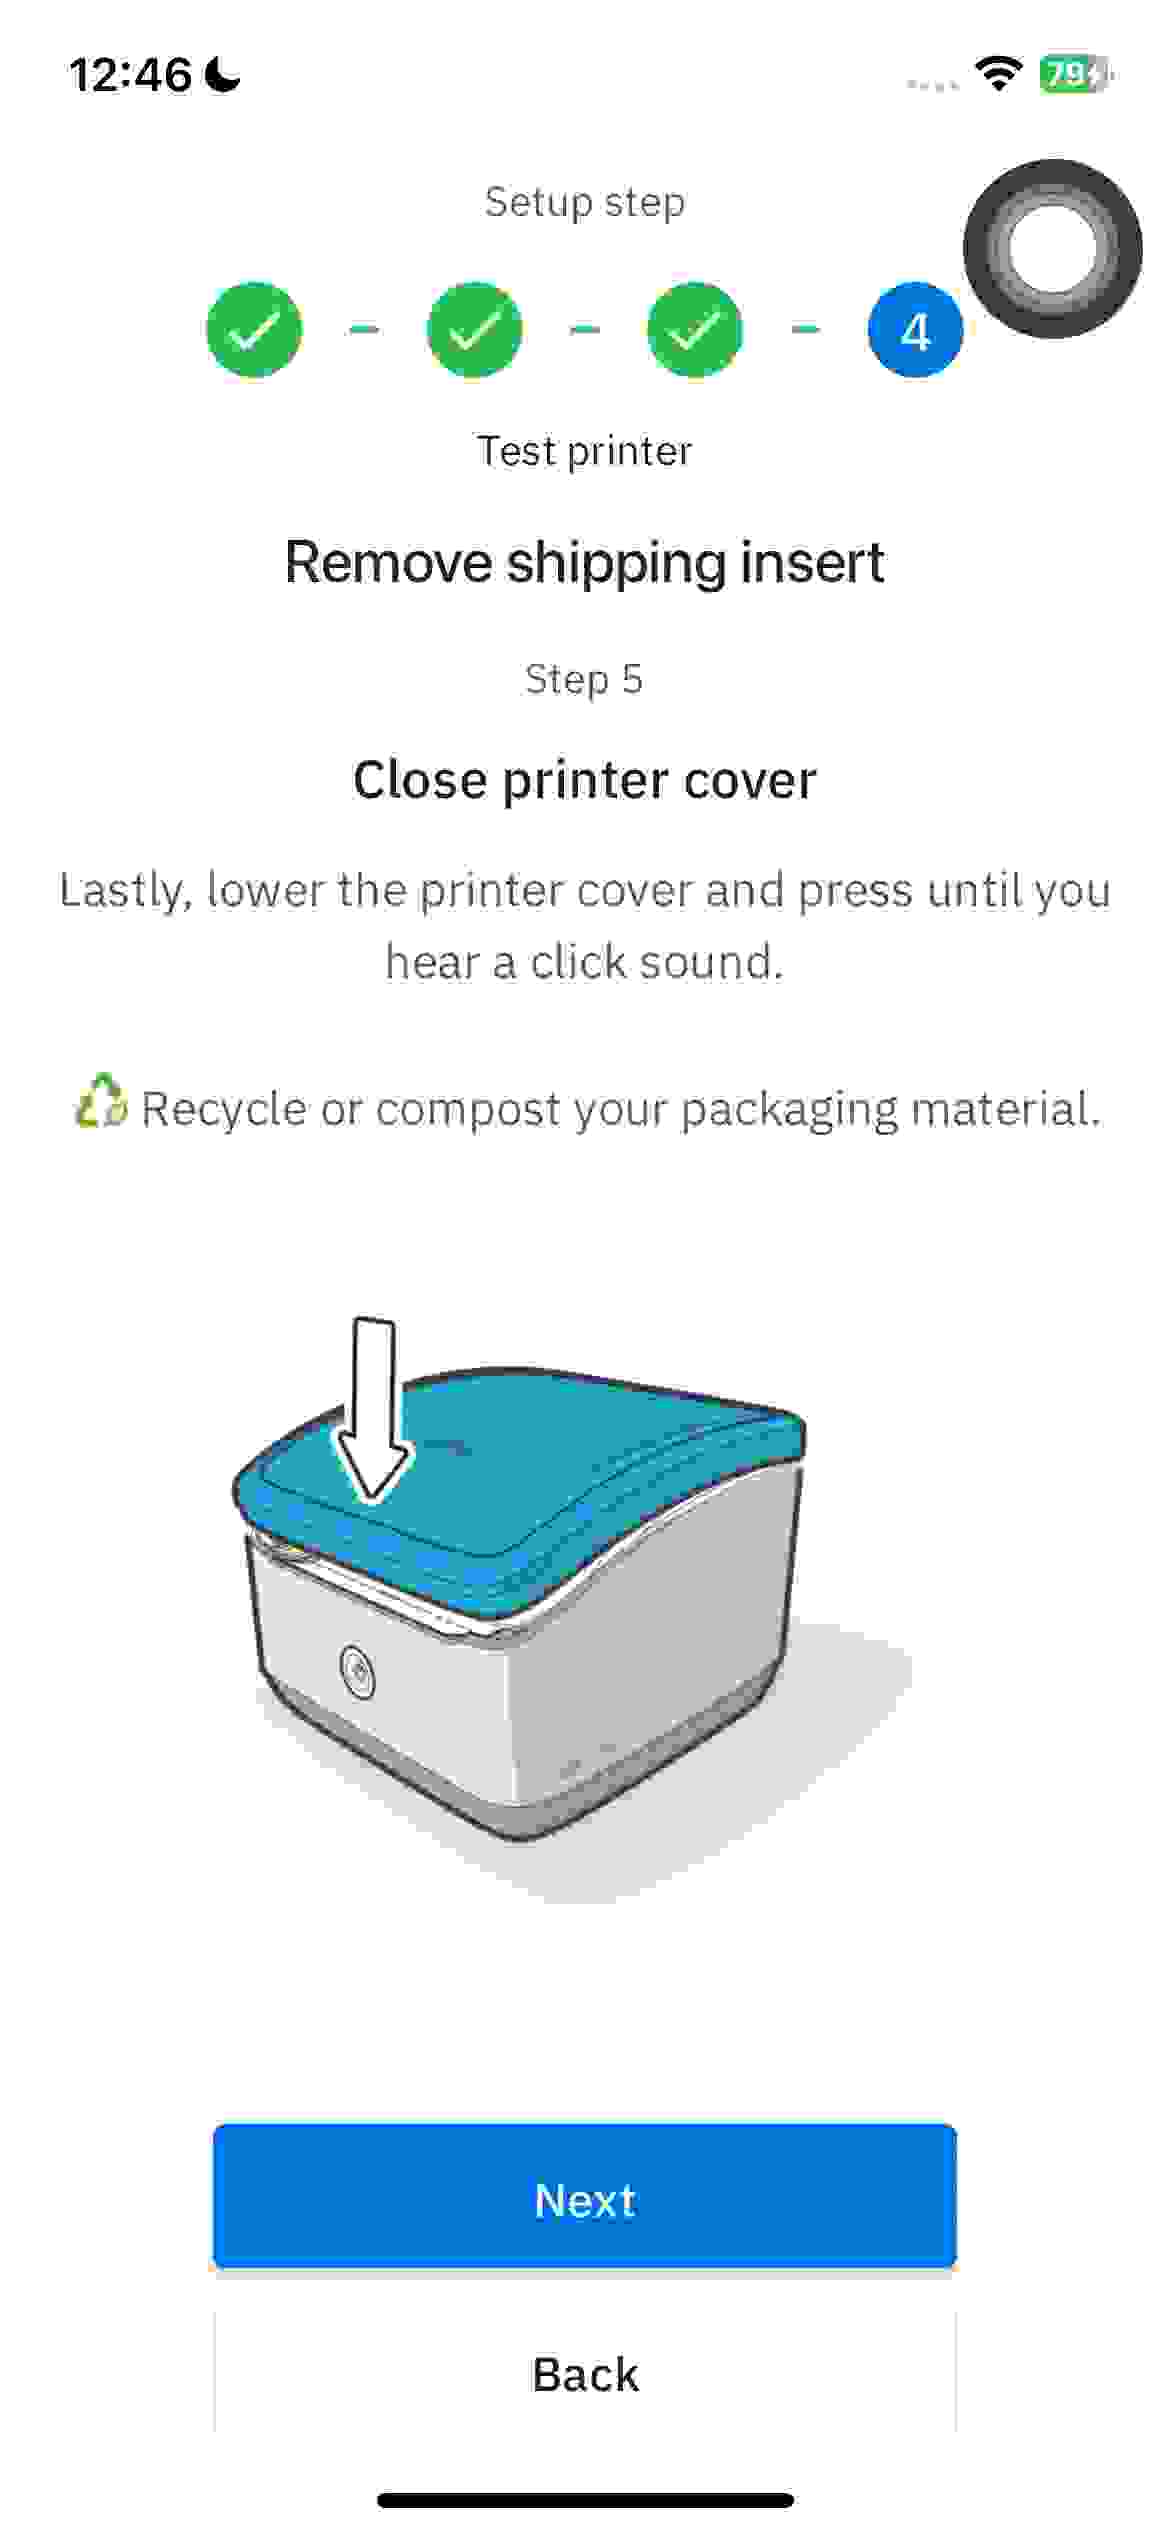 12:46
79
Setup step
4
Test printer
Remove shipping insert
Step 5
Close printer cover
Lastly, lower the printer cover and press until you
hear a click sound.
Recycle or compost your packaging material.
Next
Back